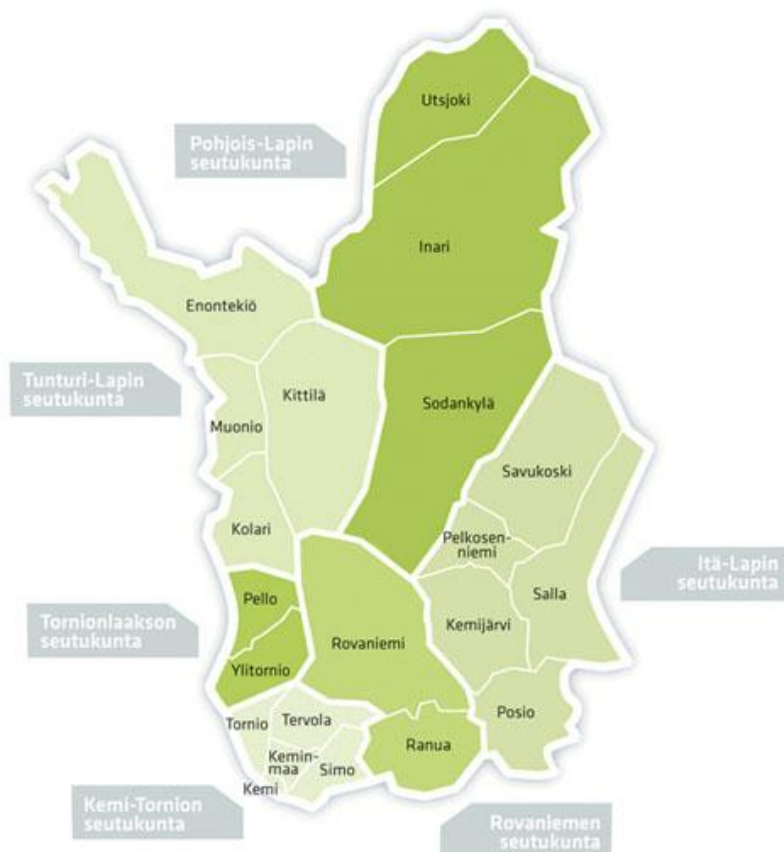 Utsjoki
Pohjois-Lapin
seutukunta
Inari
Enontekiö
Tunturi-Lapin
seutukunta
Kittilä
Sodankylä
Muonio
Savukoski
Kolari
Pelkosen-
niemi
Itä-Lapin
seutukunta
Salla
Pello
Tornionlaakson
seutukunta
Kemijärvi
Rovaniemi
Ylitornio
Posio
Tornio
Tervola
Ranua
Kemin-
maa
Simo
Kemi
Kemi-Tornion
seutukunta
Rovaniemen
seutukunta